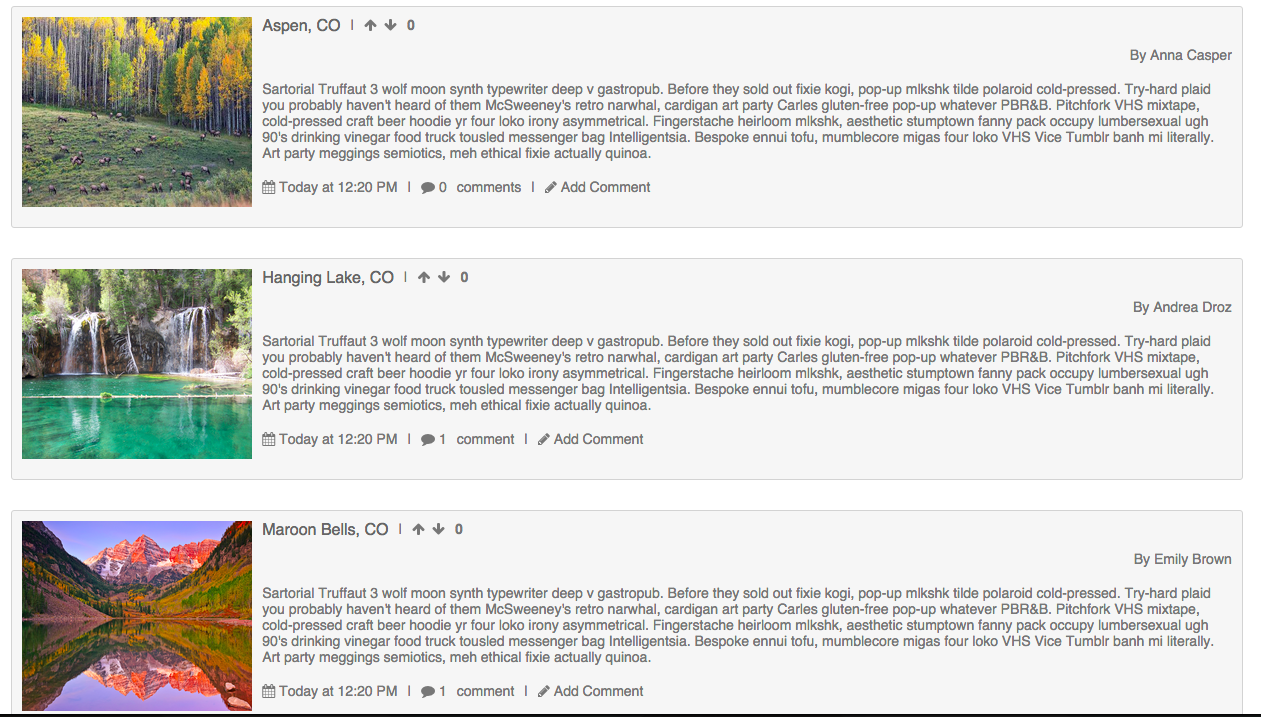 Aspen, CO | 0
By Anna Casper
Sartorial Truffaut 3 wolf moon synth typewriter deep v gastropub. Before they sold out fixie kogi, pop-up mlkshk tilde polaroid cold-pressed. Try-hard plaid
you probably haven't heard of them McSweeney's retro narwhal, cardigan art party Carles gluten-free pop-up whatever PBR&B. Pitchfork VHS mixtape,
cold-pressed craft beer hoodie yr four loko irony asymmetrical. Fingerstache heirloom mlkshk, aesthetic stumptown fanny pack occupy lumbersexual ugh
90's drinking vinegar food truck tousled messenger bag Intelligentsia. Bespoke ennui tofu, mumblecore migas four loko VHS Vice Tumblr banh mi literally.
Art party meggings semiotics, meh ethical fixie actually quinoa.
Today at 12:20 PM | 0 comments | Add Comment
Hanging Lake, CO | 0
By Andrea Droz
Sartorial Truffaut 3 wolf moon synth typewriter deep v gastropub. Before they sold out fixie kogi, pop-up mlkshk tilde polaroid cold-pressed. Try-hard plaid
you probably haven't heard of them McSweeney's retro narwhal, cardigan art party Carles gluten-free pop-up whatever PBR&B. Pitchfork VHS mixtape,
cold-pressed craft beer hoodie yr four loko irony asymmetrical. Fingerstache heirloom mlkshk, aesthetic stumptown fanny pack occupy lumbersexual ugh
90's drinking vinegar food truck tousled messenger bag Intelligentsia. Bespoke ennui tofu, mumblecore migas four loko VHS Vice Tumblr banh mi literally.
Art party meggings semiotics, meh ethical fixie actually quinoa.
Today at 12:20 PM | 1 comment | Add Comment
Maroon Bells, CO | 0
By Emily Brown
Sartorial Truffaut 3 wolf moon synth typewriter deep v gastropub. Before they sold out fixie kogi, pop-up mlkshk tilde polaroid cold-pressed. Try-hard plaid
you probably haven't heard of them McSweeney's retro narwhal, cardigan art party Carles gluten-free pop-up whatever PBR&B. Pitchfork VHS mixtape,
cold-pressed craft beer hoodie yr four loko irony asymmetrical. Fingerstache heirloom mlkshk, aesthetic stumptown fanny pack occupy lumbersexual ugh
90's drinking vinegar food truck tousled messenger bag Intelligentsia. Bespoke ennui tofu, mumblecore migas four loko VHS Vice Tumblr banh mi literally.
Art party meggings semiotics, meh ethical fixie actually quinoa.
Today at 12:20 PM | 1 comment | Add Comment